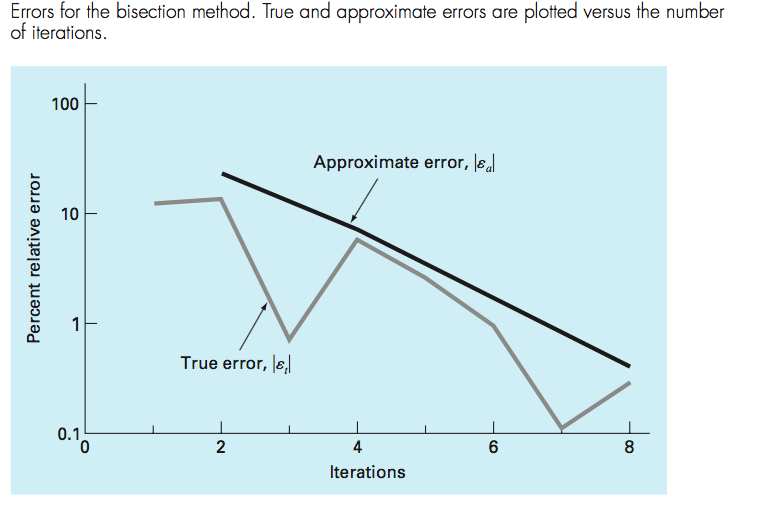 Errors for the bisection method. True and approximate errors are plotted versus the number
of iterations.
100
Approximate error, |εa|
10
Percent relative error
1
True error, |εt|
0.1
0
2
4
6
8
Iterations